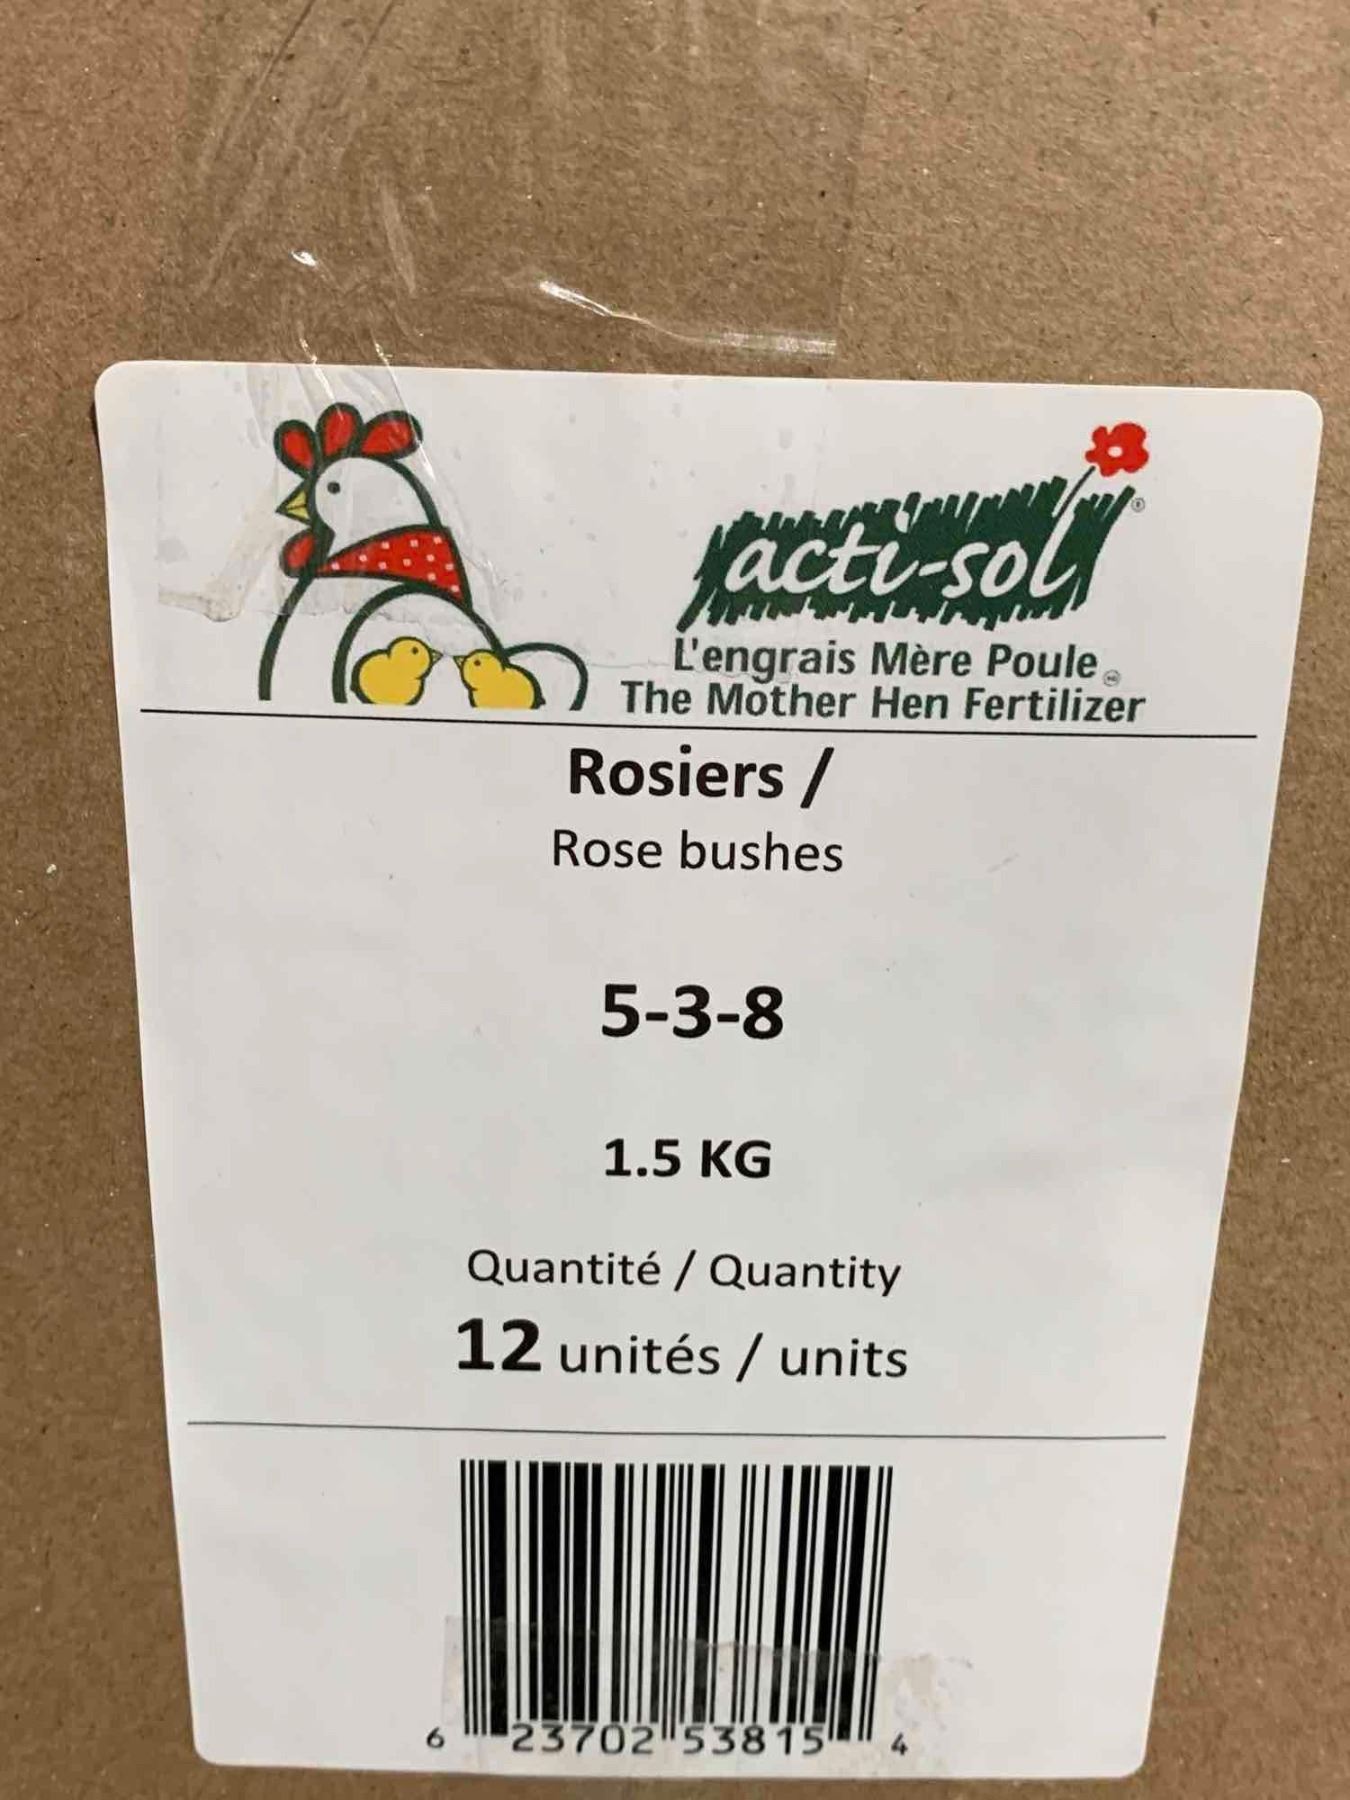 acti-sol
L'engrais Mère Poule
The Mother Hen Fertilizer
Rosiers /
Rose bushes
5-3-8
1.5 KG
Quantité / Quantity
12 unités / units
6 23702 53815 4